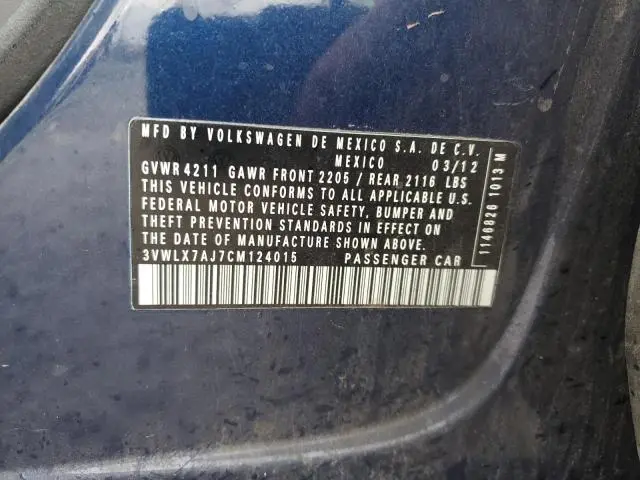 MFD BY VOLKSWAGEN DE MEXICO S.A. DE C.V.
MEXICO 03/12
GVWR 4211 GAWR FRONT 2205 / REAR 2116 LBS
THIS VEHICLE CONFORMS TO ALL APPLICABLE U.S.
FEDERAL MOTOR VEHICLE SAFETY, BUMPER AND
THEFT PREVENTION STANDARDS IN EFFECT ON
THE DATE OF MANUFACTURE SHOWN ABOVE.
3VWLX7AJ7CM124015 PASSENGER CAR
1146826 1013 M